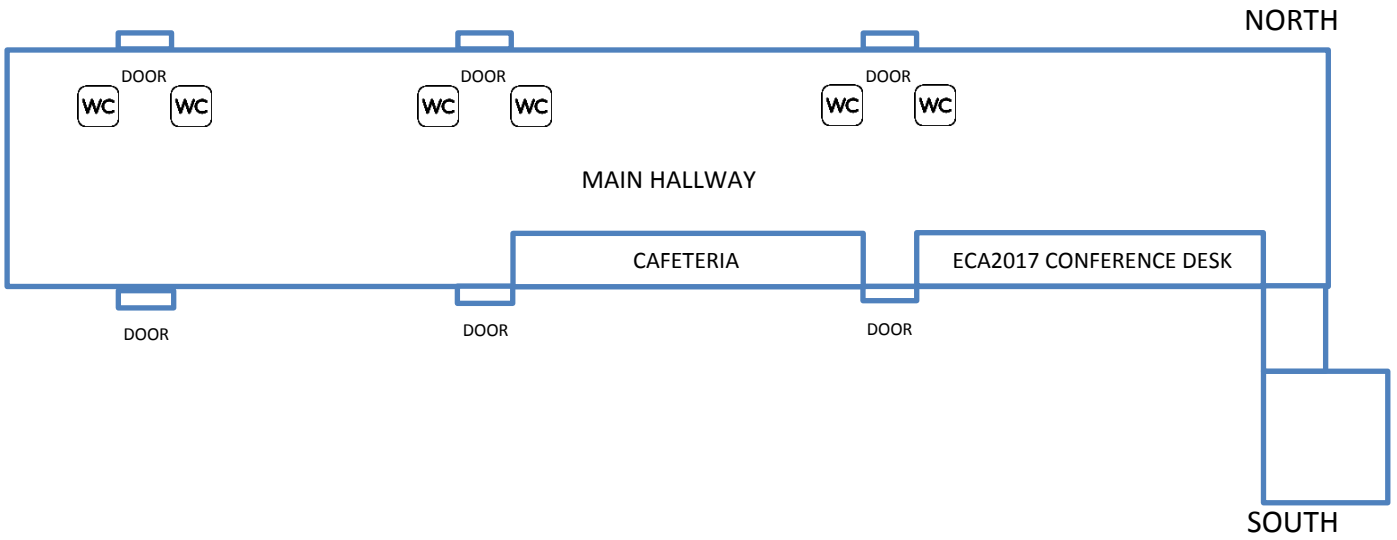 NORTH
DOOR DOOR DOOR
WC WC WC WC WC WC
MAIN HALLWAY
CAFETERIA ECA2017 CONFERENCE DESK
DOOR DOOR DOOR
SOUTH